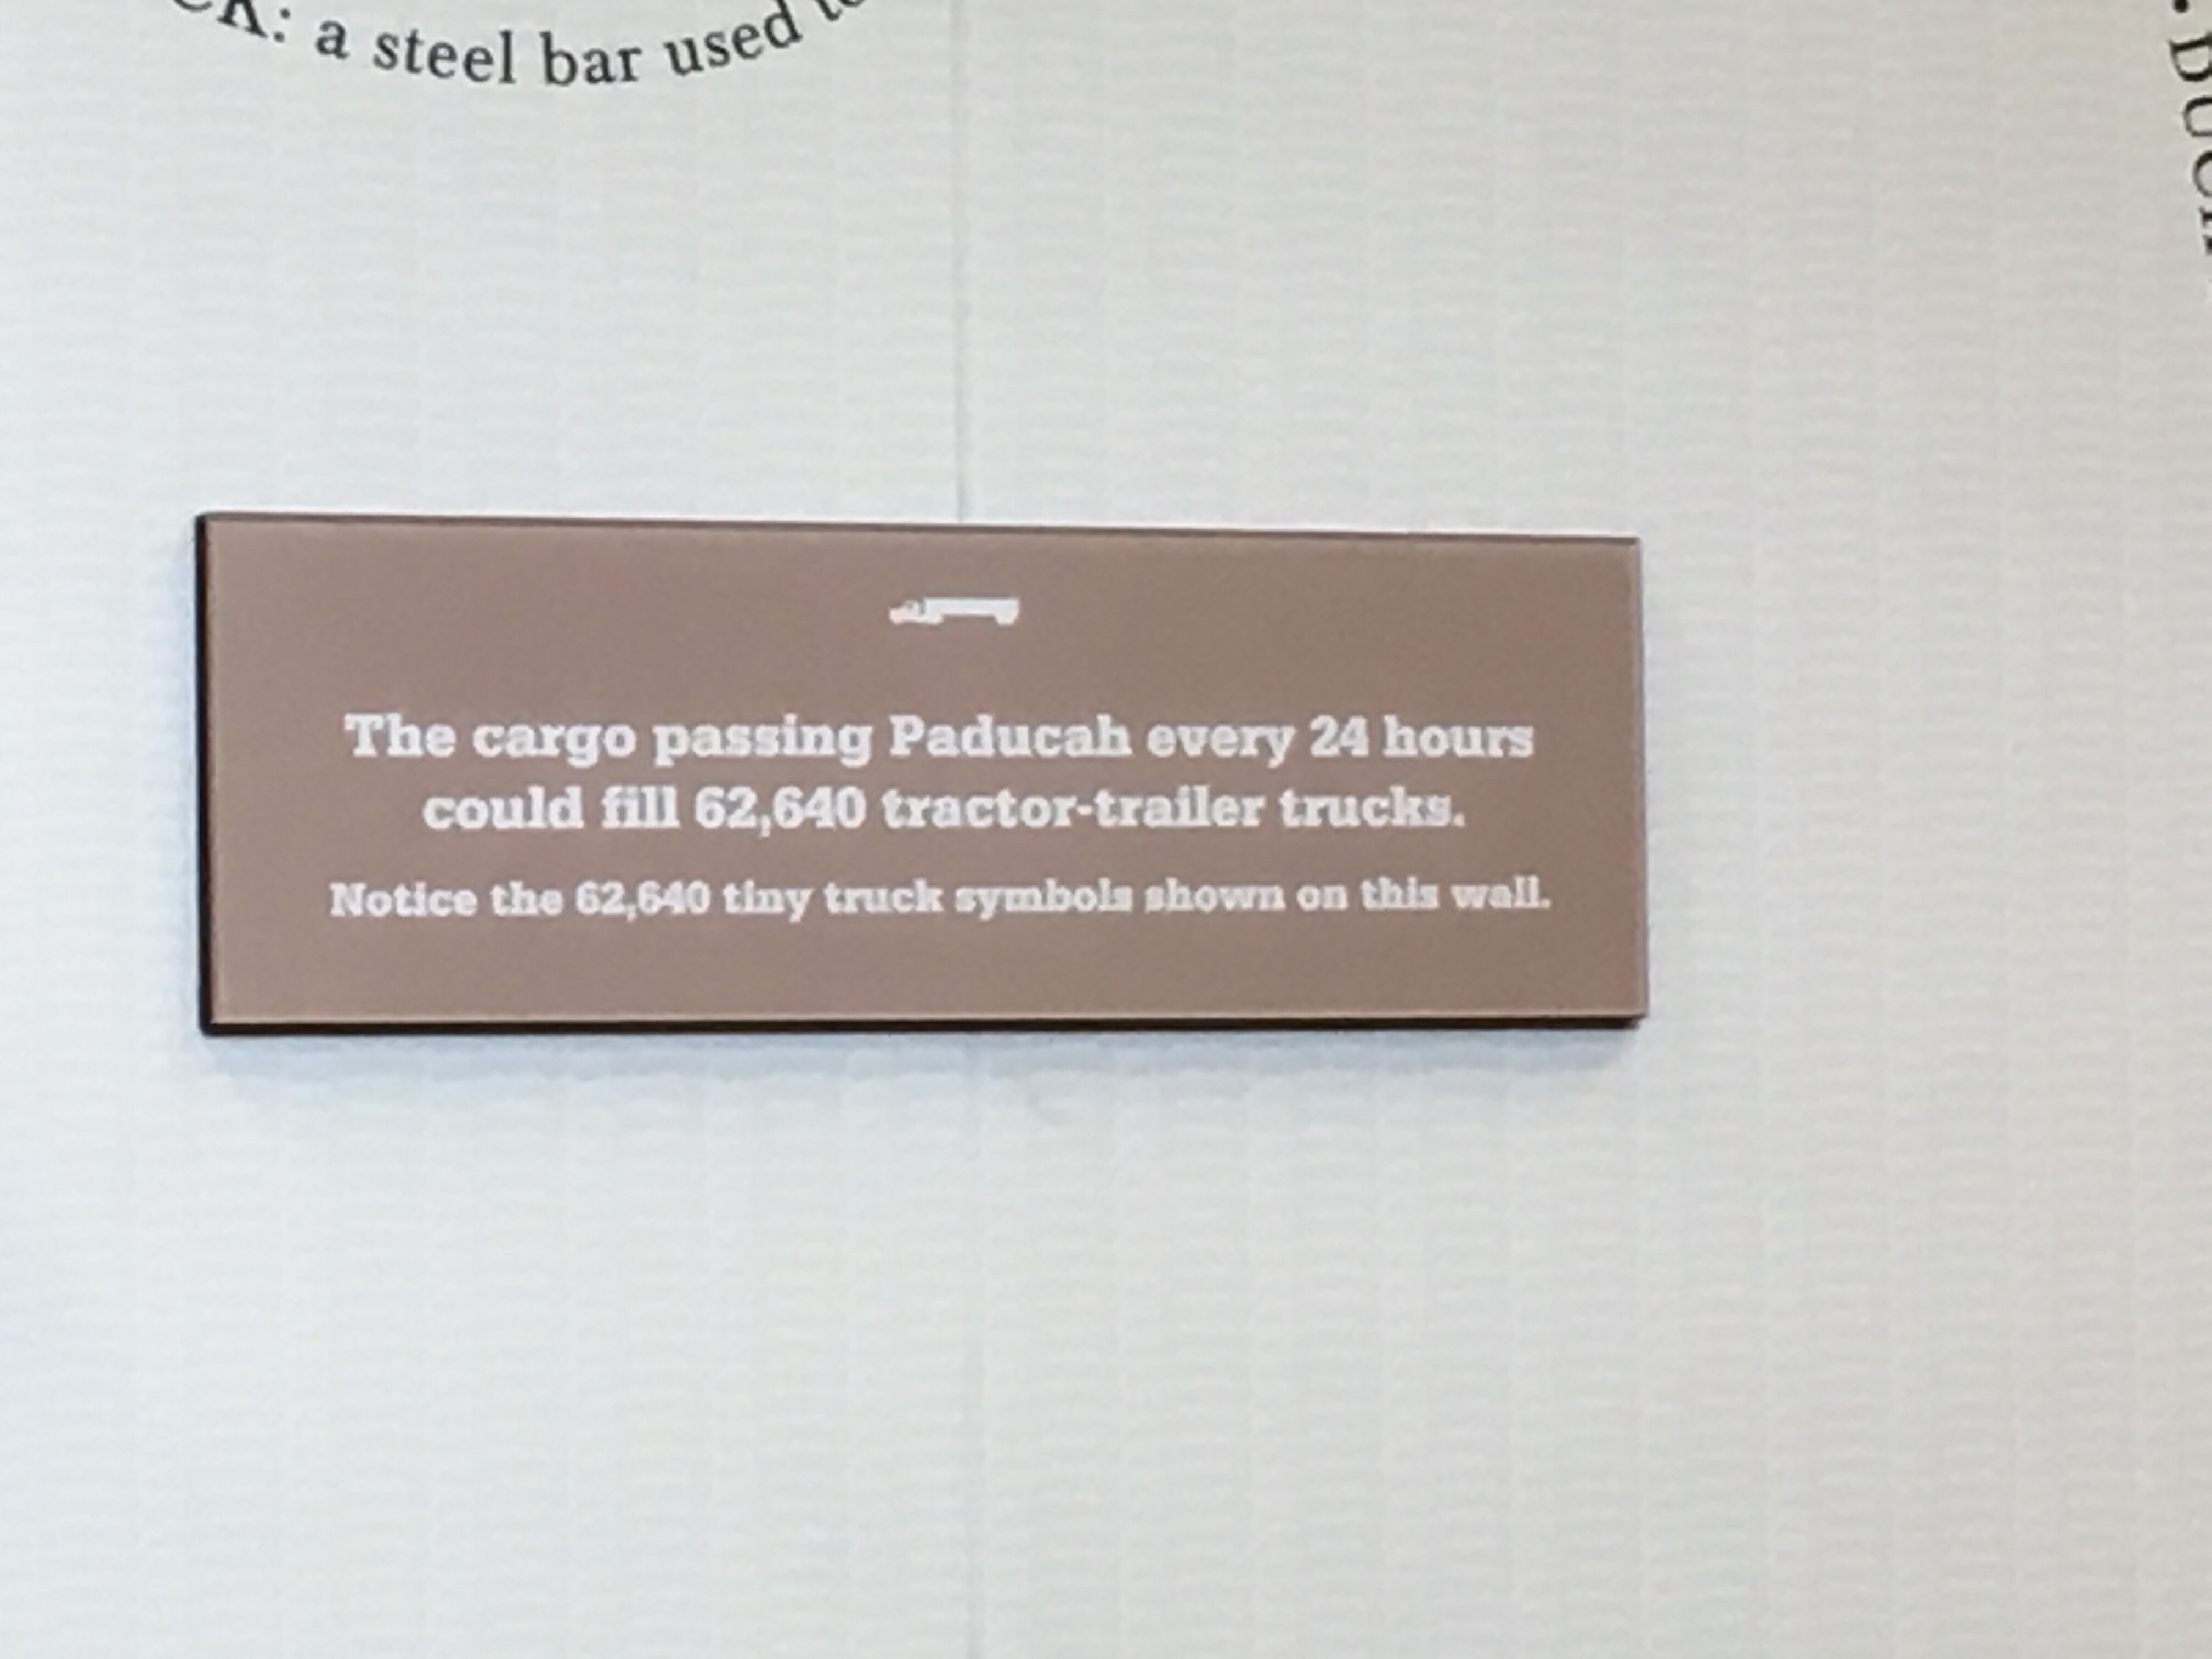 : a steel bar used
The cargo passing Paducah every 24 hours
could fill 62,640 tractor-trailer trucks.
Notice the 62,640 tiny truck symbols shown on this wall.